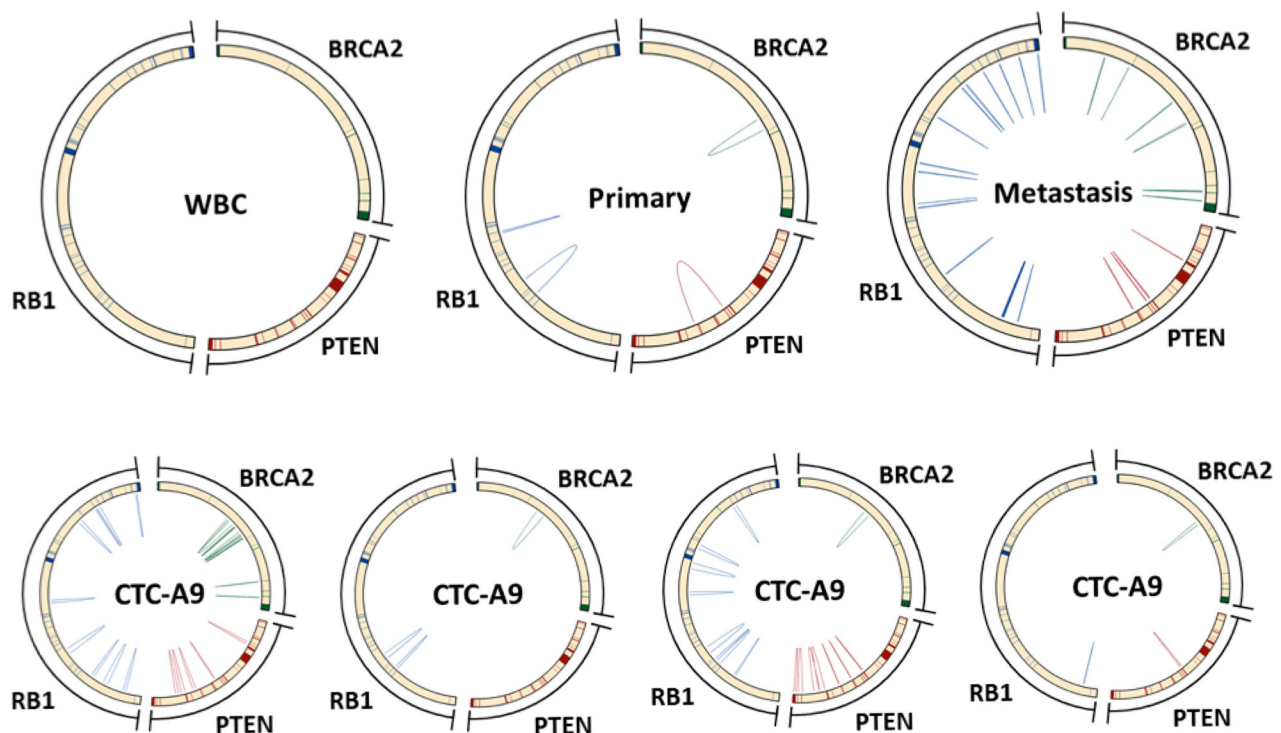 BRCA2
WBC
RB1
PTEN
BRCA2
Primary
RB1
PTEN
BRCA2
Metastasis
RB1
PTEN
BRCA2
CTC-A9
RB1
PTEN
BRCA2
CTC-A9
RB1
PTEN
BRCA2
CTC-A9
RB1
PTEN
BRCA2
CTC-A9
RB1
PTEN